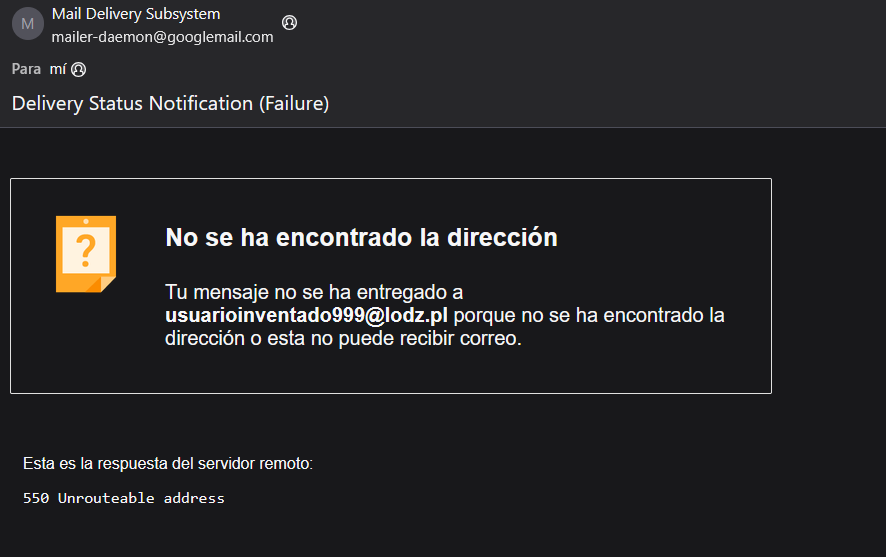 M
Mail Delivery Subsystem
mailer-daemon@googlemail.com
Para mí
Delivery Status Notification (Failure)
?
No se ha encontrado la dirección
Tu mensaje no se ha entregado a
usuarioinventado999@lodz.pl porque no se ha encontrado la
dirección o esta no puede recibir correo.
Esta es la respuesta del servidor remoto:
550 Unrouteable address